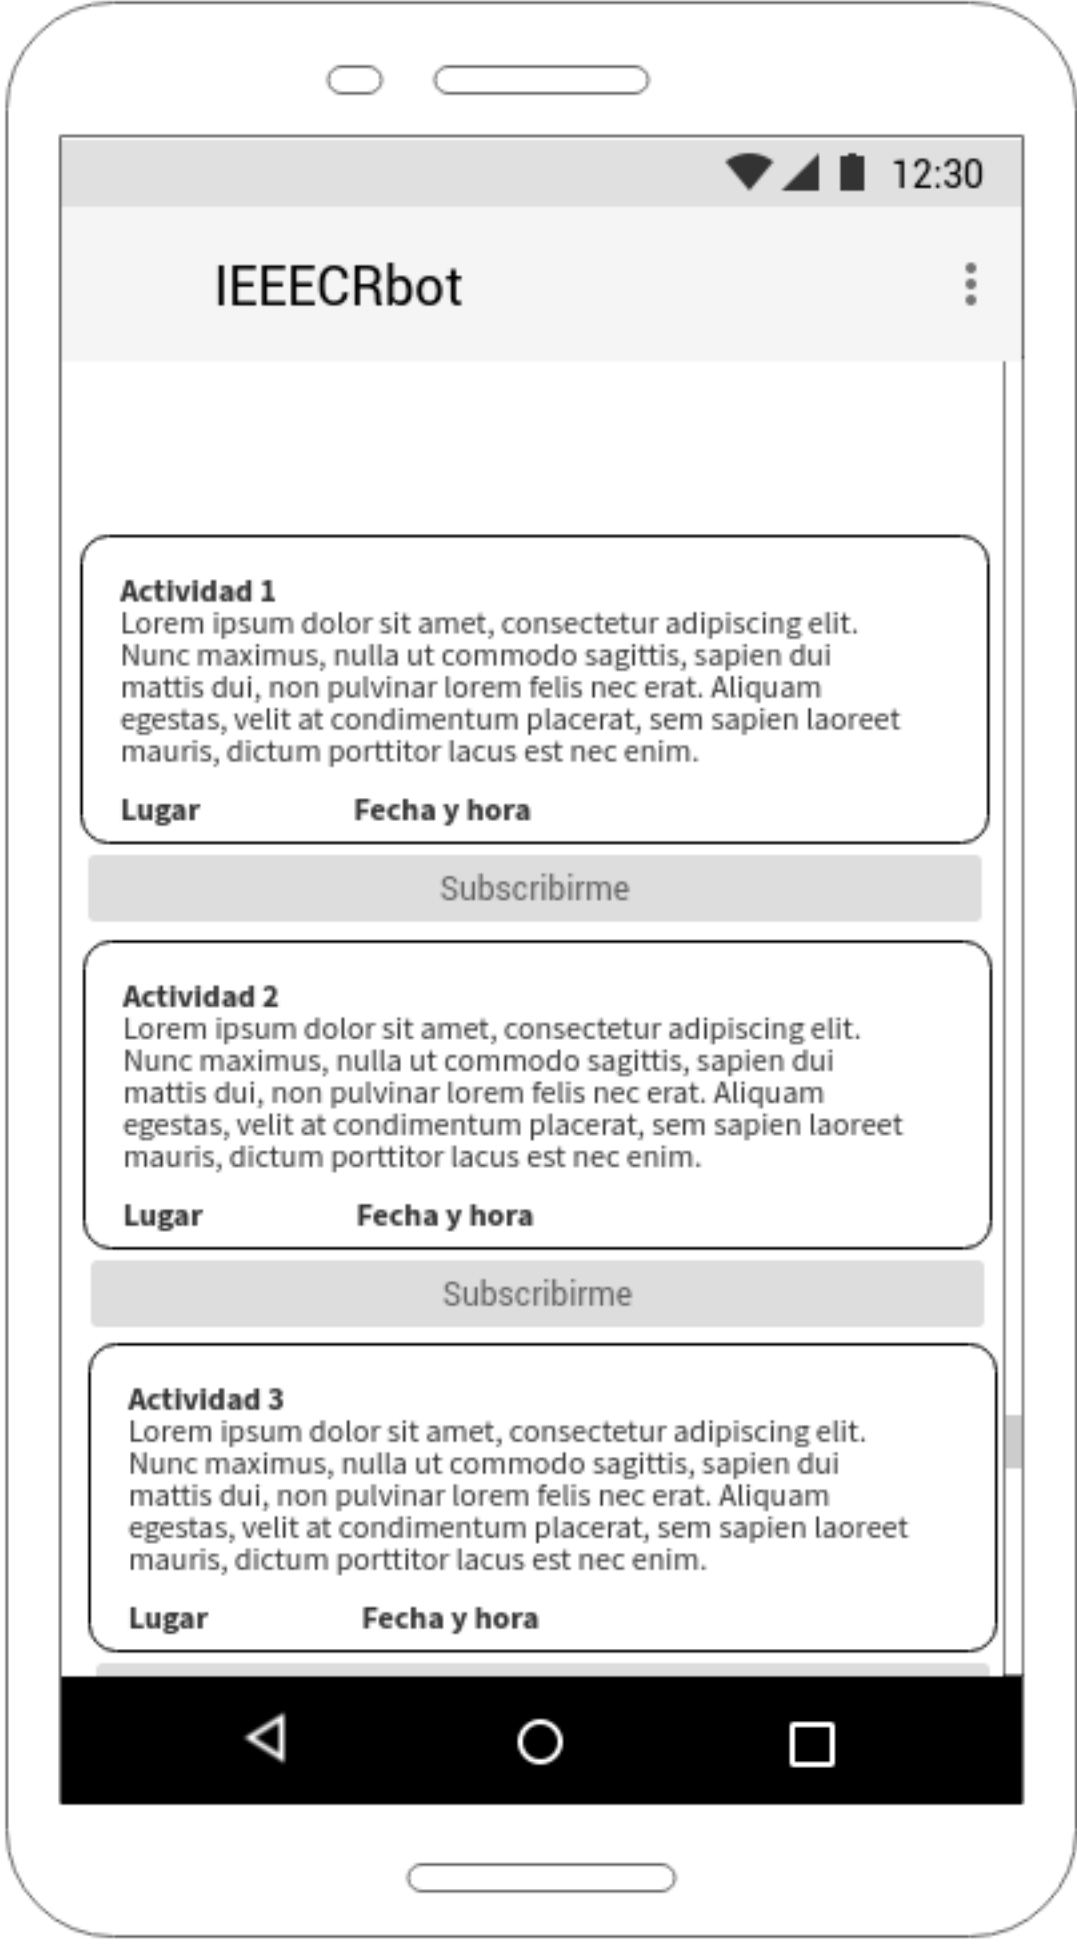 12:30
IEEECRbot
Actividad 1
Lorem ipsum dolor sit amet, consectetur adipiscing elit.
Nunc maximus, nulla ut commodo sagittis, sapien dui
mattis dui, non pulvinar lorem felis nec erat. Aliquam
egestas, velit at condimentum placerat, sem sapien laoreet
mauris, dictum porttitor lacus est nec enim.
Lugar Fecha y hora
Subscribirme
Actividad 2
Lorem ipsum dolor sit amet, consectetur adipiscing elit.
Nunc maximus, nulla ut commodo sagittis, sapien dui
mattis dui, non pulvinar lorem felis nec erat. Aliquam
egestas, velit at condimentum placerat, sem sapien laoreet
mauris, dictum porttitor lacus est nec enim.
Lugar Fecha y hora
Subscribirme
Actividad 3
Lorem ipsum dolor sit amet, consectetur adipiscing elit.
Nunc maximus, nulla ut commodo sagittis, sapien dui
mattis dui, non pulvinar lorem felis nec erat. Aliquam
egestas, velit at condimentum placerat, sem sapien laoreet
mauris, dictum porttitor lacus est nec enim.
Lugar Fecha y hora